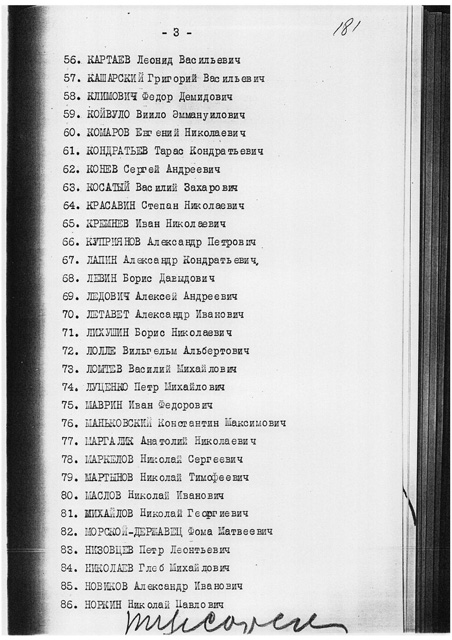 - 3 -
181
56. КАРТАЕВ Леонид Васильевич
57. КАШАРСКИЙ Григорий Васильевич
58. КЛИМОВИЧ Федор Демидович
59. КОЙВУЛО Виило Эммануилович
60. КОМАРОВ Евгений Николаевич
61. КОНДРАТЬЕВ Тарас Кондратьевич
62. КОНЕВ Сергей Андреевич
63. КОСАТЫЙ Василий Захарович
64. КРАСАВИН Степан Николаевич
65. КРЕМНЕВ Иван Николаевич
66. КУПРИЯНОВ Александр Петрович
67. ЛАПИН Александр Кондратьевич,
68. ЛЕВИН Борис Давыдович
69. ЛЕДОВИЧ Алексей Андреевич
70. ЛЕТАВЕТ Александр Иванович
71. ЛИХУШИН Борис Николаевич
72. ЛОЛЛЕ Вильгельм Альбертович
73. ЛОМТЕВ Василий Михайлович
74. ЛУЦЕНКО Петр Михайлович
75. МАВРИН Иван Федорович
76. МАНЬКОВСКИЙ Константин Максимович
77. МАРГАЛИК Анатолий Николаевич
78. МАРКЕЛОВ Николай Сергеевич
79. МАРТЫНОВ Николай Тимофеевич
80. МАСЛОВ Николай Иванович
81. МИХАЙЛОВ Николай Георгиевич
82. МОРСКОЙ-ДЕРЖАВЕЦ Фома Матвеевич
83. НИЗОВЦЕВ Петр Леонтьевич
84. НИКОЛАЕВ Глеб Михайлович
85. НОВИКОВ Александр Иванович
86. НОРКИН Николай Павлович